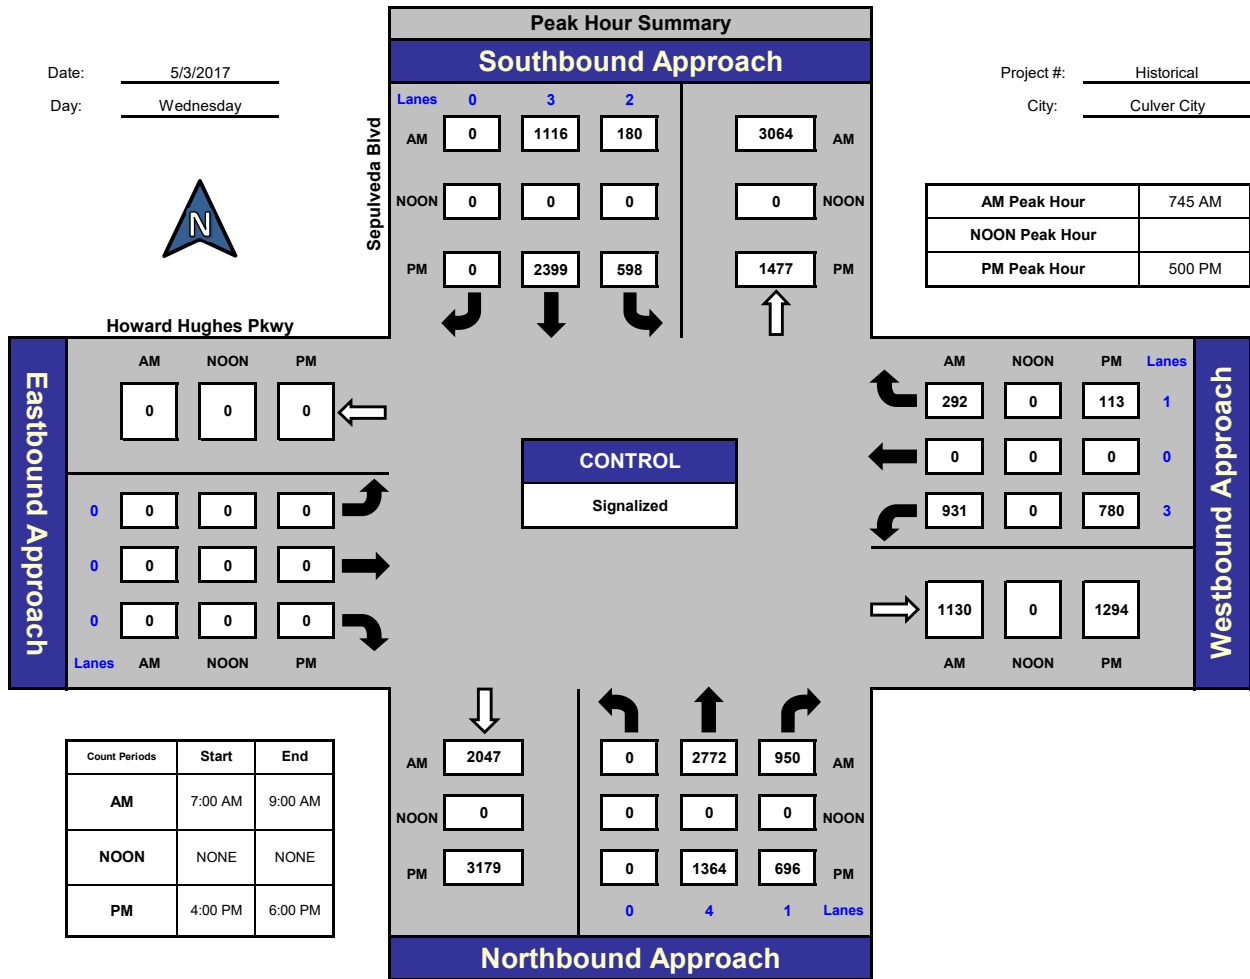 Peak Hour Summary
Southbound Approach
Date: 5/3/2017
Day: Wednesday
Project #: Historical
City: Culver City
N
Sepulveda Blvd
Lanes 0 3 2
AM 0 1116 180 3064 AM
NOON 0 0 0 0 NOON
PM 0 2399 598 1477 PM
AM Peak Hour 745 AM
NOON Peak Hour
PM Peak Hour 500 PM
Howard Hughes Pkwy
Eastbound Approach
AM NOON PM
0 0 0
0 0 0 0
0 0 0 0
0 0 0 0
Lanes AM NOON PM
CONTROL
Signalized
AM NOON PM Lanes
292 0 113 1
0 0 0 0
931 0 780 3
1130 0 1294
AM NOON PM
Westbound Approach
Count Periods Start End
AM 7:00 AM 9:00 AM
NOON NONE NONE
PM 4:00 PM 6:00 PM
AM 2047 0 2772 950 AM
NOON 0 0 0 0 NOON
PM 3179 0 1364 696 PM
0 4 1 Lanes
Northbound Approach